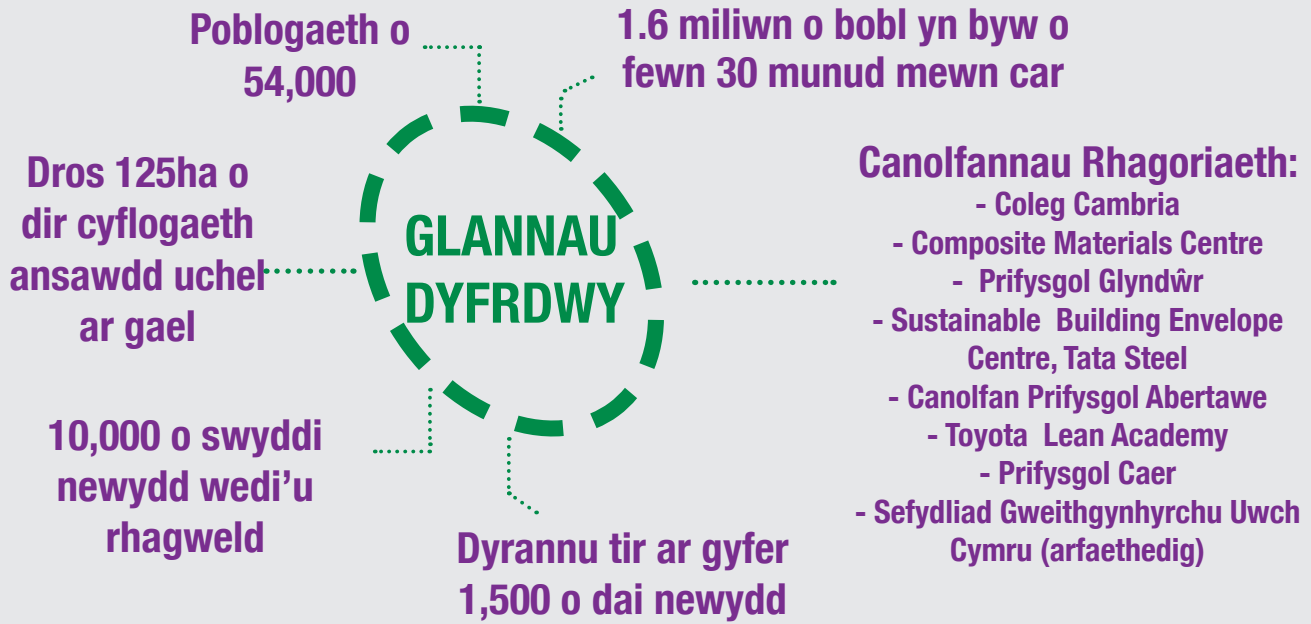 Poblogaeth o
54,000
1.6 miliwn o bobl yn byw o
fewn 30 munud mewn car
Dros 125ha o
dir cyflogaeth
ansawdd uchel
ar gael
GLANNAU
DYFRDWY
Canolfannau Rhagoriaeth:
- Coleg Cambria
- Composite Materials Centre
- Prifysgol Glyndŵr
- Sustainable Building Envelope
Centre, Tata Steel
- Canolfan Prifysgol Abertawe
- Toyota Lean Academy
- Prifysgol Caer
- Sefydliad Gweithgynhyrchu Uwch
Cymru (arfaethedig)
10,000 o swyddi
newydd wedi’u
rhagweld
Dyrannu tir ar gyfer
1,500 o dai newydd